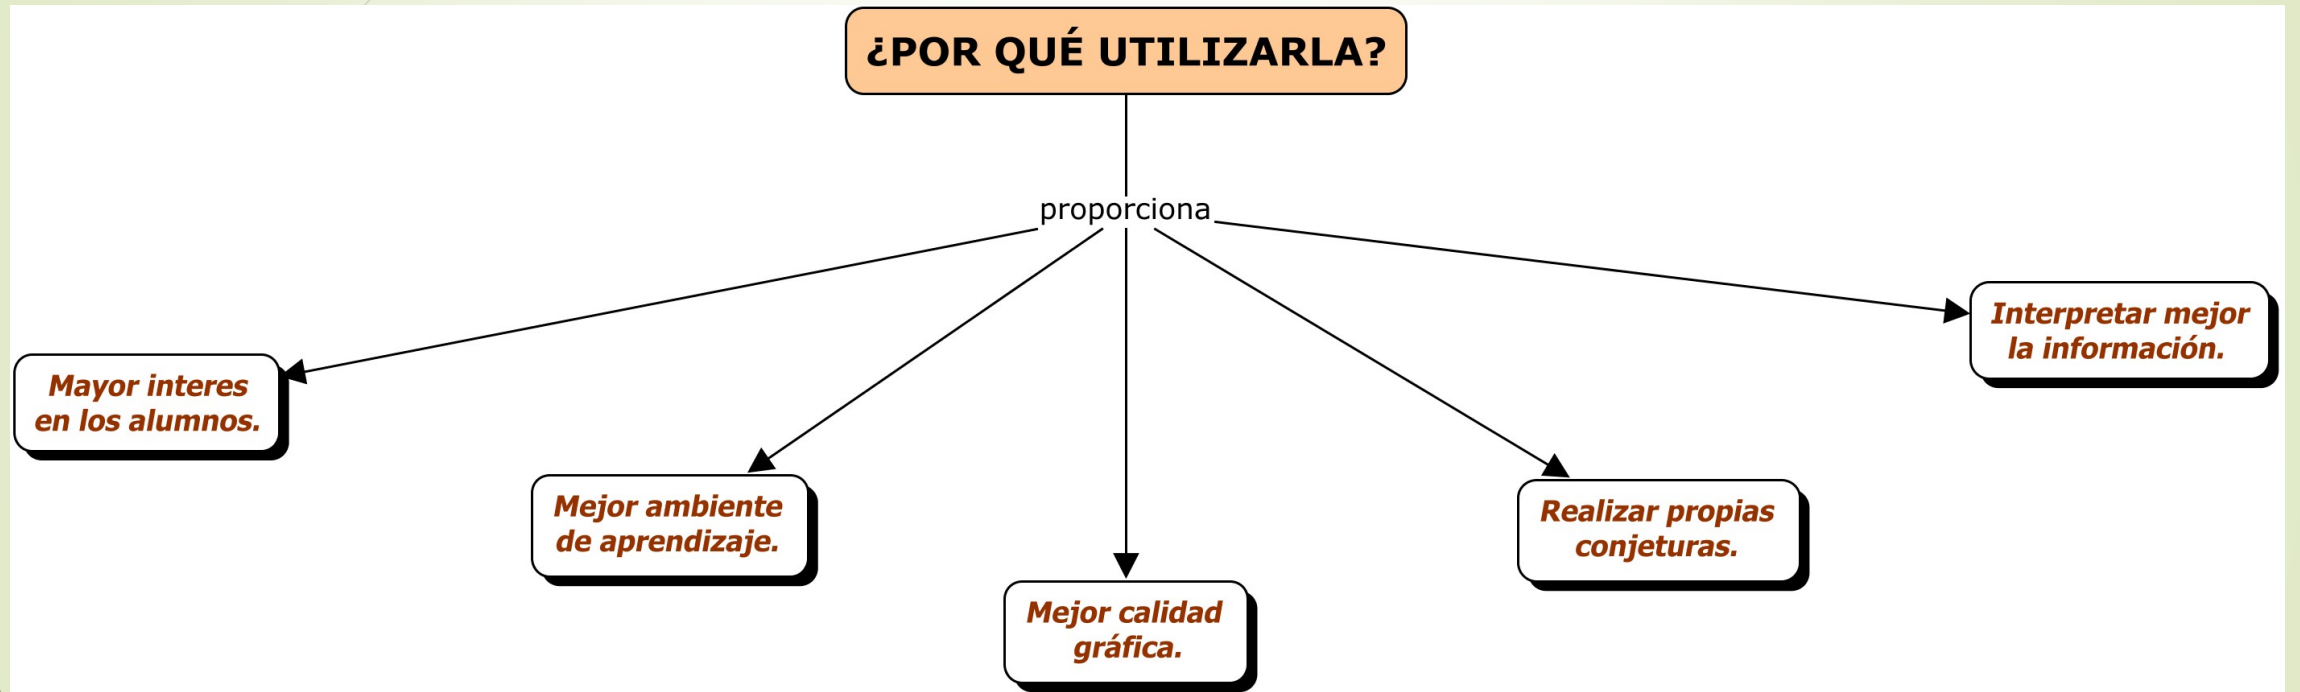 ¿POR QUÉ UTILIZARLA?
proporciona
Mayor interes
en los alumnos.
Mejor ambiente
de aprendizaje.
Mejor calidad
gráfica.
Realizar propias
conjeturas.
Interpretar mejor
la información.